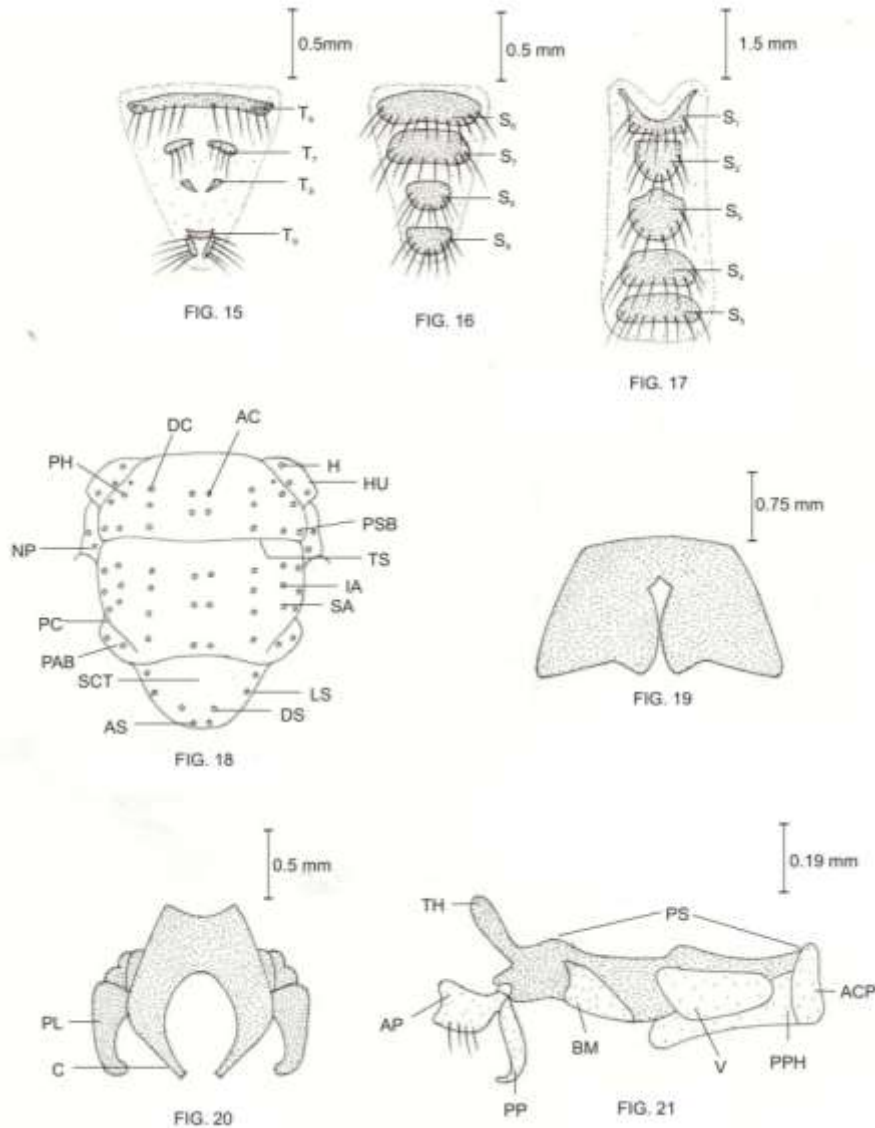 0.5mm
T₆
T₇
T₈
T₉
FIG. 15
0.5 mm
S₆
S₇
S₈
S₉
FIG. 16
1.5 mm
S₁
S₂
S₃
S₄
S₅
FIG. 17
DC
AC
PH
H
HU
PSB
NP
TS
IA
SA
PC
PAB
SCT
LS
DS
AS
FIG. 18
0.75 mm
FIG. 19
0.5 mm
PL
C
FIG. 20
0.19 mm
TH
PS
ACP
AP
BM
V
PPH
PP
FIG. 21